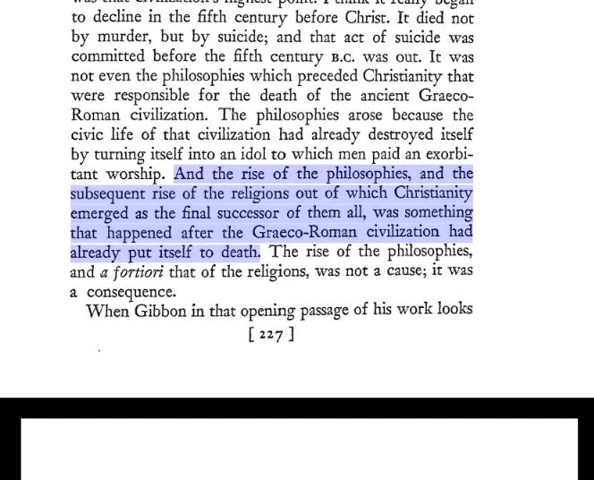 to decline in the fifth century before Christ. It died not
by murder, but by suicide; and that act of suicide was
committed before the fifth century B.C. was out. It was
not even the philosophies which preceded Christianity that
were responsible for the death of the ancient Graeco-
Roman civilization. The philosophies arose because the
civic life of that civilization had already destroyed itself
by turning itself into an idol to which men paid an exorbi-
tant worship. And the rise of the philosophies, and the
subsequent rise of the religions out of which Christianity
emerged as the final successor of them all, was something
that happened after the Graeco-Roman civilization had
already put itself to death. The rise of the philosophies,
and a fortiori that of the religions, was not a cause; it was
a consequence.
When Gibbon in that opening passage of his work looks
[ 227 ]